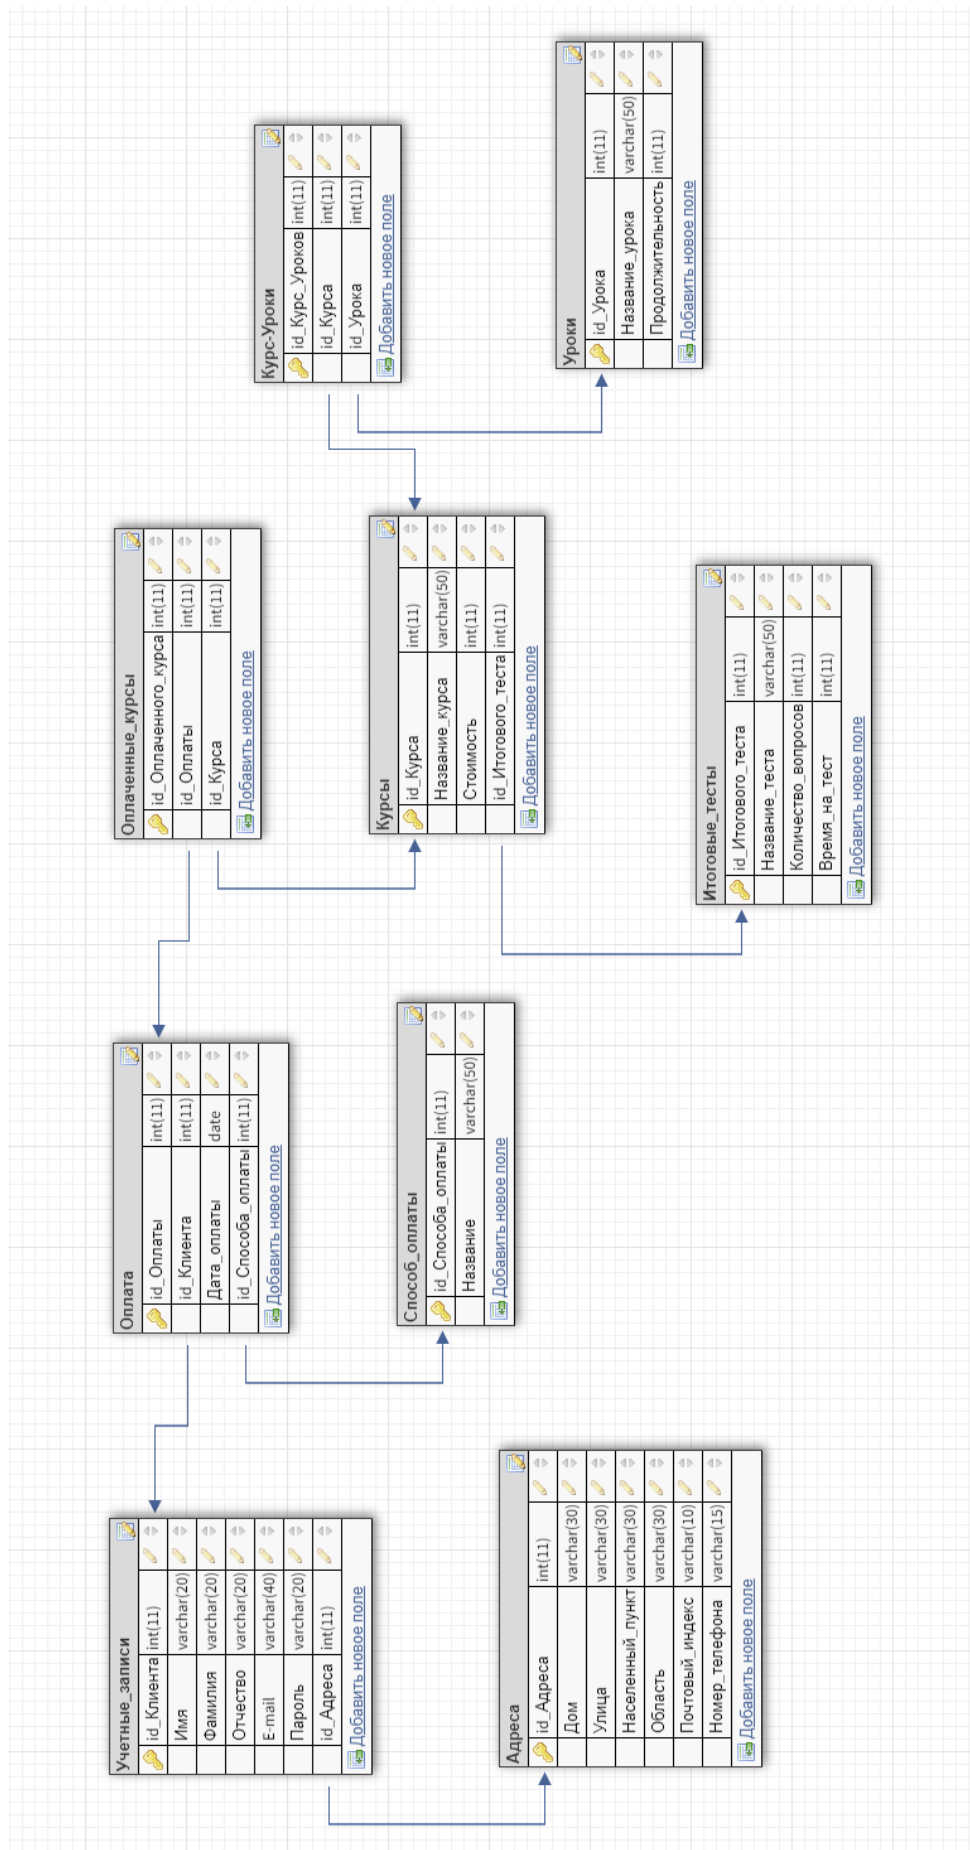 Учетные_записи
id_Клиента int(11)
Имя varchar(20)
Фамилия varchar(20)
Отчество varchar(20)
E-mail varchar(40)
Пароль varchar(20)
id_Адреса int(11)
Добавить новое поле
Адреса
id_Адреса int(11)
Дом varchar(30)
Улица varchar(30)
Населенный_пункт varchar(30)
Область varchar(30)
Почтовый_индекс varchar(10)
Номер_телефона varchar(15)
Добавить новое поле
Оплата
id_Оплаты int(11)
id_Клиента int(11)
Дата_оплаты date
id_Способа_оплаты int(11)
Добавить новое поле
Способ_оплаты
id_Способа_оплаты int(11)
Название varchar(50)
Добавить новое поле
Оплаченные_курсы
id_Оплаченного_курса int(11)
id_Оплаты int(11)
id_Курса int(11)
Добавить новое поле
Курсы
id_Курса int(11)
Название_курса varchar(50)
Стоимость int(11)
id_Итогового_теста int(11)
Добавить новое поле
Итоговые_тесты
id_Итогового_теста int(11)
Название_теста varchar(50)
Количество_вопросов int(11)
Время_на_тест int(11)
Добавить новое поле
Курс-Уроки
id_Курс_Уроков int(11)
id_Курса int(11)
id_Урока int(11)
Добавить новое поле
Уроки
id_Урока int(11)
Название_урока varchar(50)
Продолжительность int(11)
Добавить новое поле